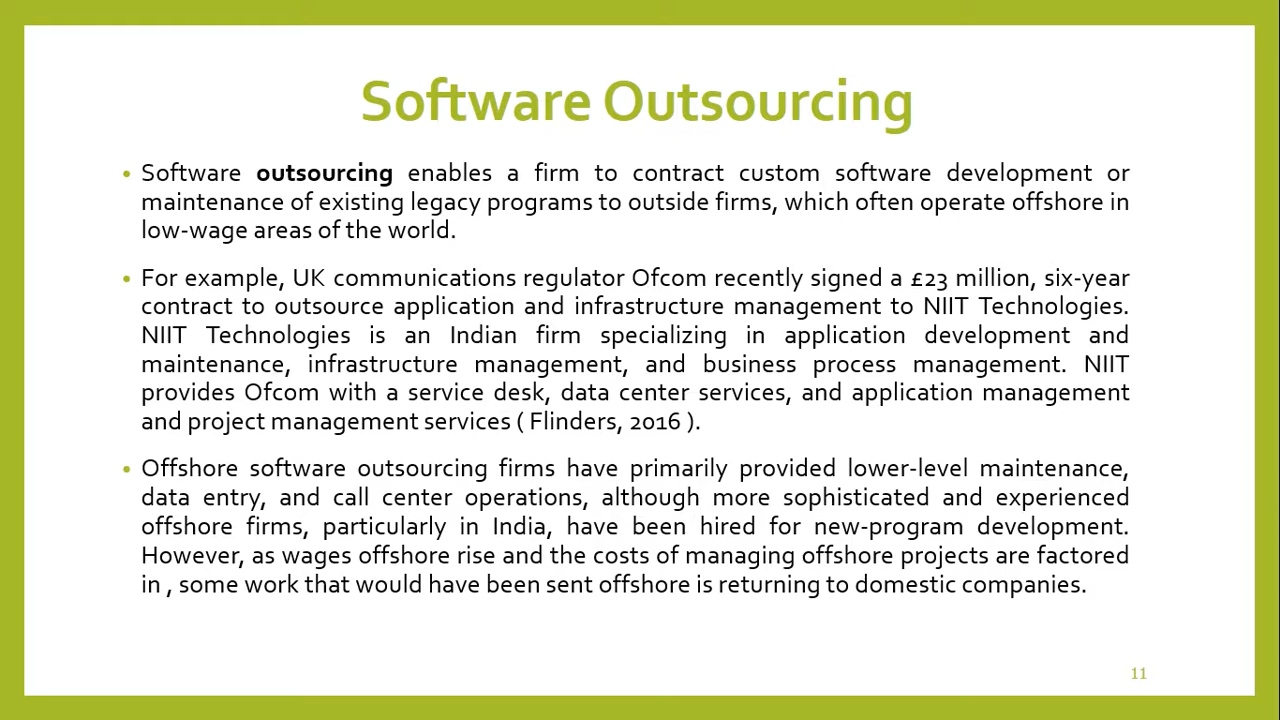 Software Outsourcing
• Software outsourcing enables a firm to contract custom software development or
maintenance of existing legacy programs to outside firms, which often operate offshore in
low-wage areas of the world.
• For example, UK communications regulator Ofcom recently signed a £23 million, six-year
contract to outsource application and infrastructure management to NIIT Technologies.
NIIT Technologies is an Indian firm specializing in application development and
maintenance, infrastructure management, and business process management. NIIT
provides Ofcom with a service desk, data center services, and application management
and project management services ( Flinders, 2016 ).
• Offshore software outsourcing firms have primarily provided lower-level maintenance,
data entry, and call center operations, although more sophisticated and experienced
offshore firms, particularly in India, have been hired for new-program development.
However, as wages offshore rise and the costs of managing offshore projects are factored
in , some work that would have been sent offshore is returning to domestic companies.
11